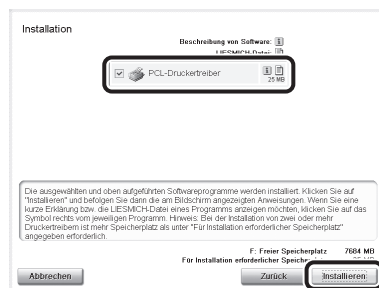 Installation
Beschreibung von Software:
LIESMICH-Datei:
PCL-Druckertreiber
25 MB
Die ausgewählten und oben aufgeführten Softwareprogramme werden installiert. Klicken Sie auf
"Installieren" und befolgen Sie dann die am Bildschirm angezeigten Anweisungen. Wenn Sie eine
kurze Erklärung bzw. die LIESMICH-Datei eines Programms anzeigen möchten, klicken Sie auf das
Symbol rechts vom jeweiligen Programm. Hinweis: Bei der Installation von zwei oder mehr
Druckertreibern ist mehr Speicherplatz als unter "Für Installation erforderlicher Speicherplatz"
angegeben erforderlich.
F: Freier Speicherplatz 7684 MB
Für Installation erforderlicher
Abbrechen
Zurück
Installieren